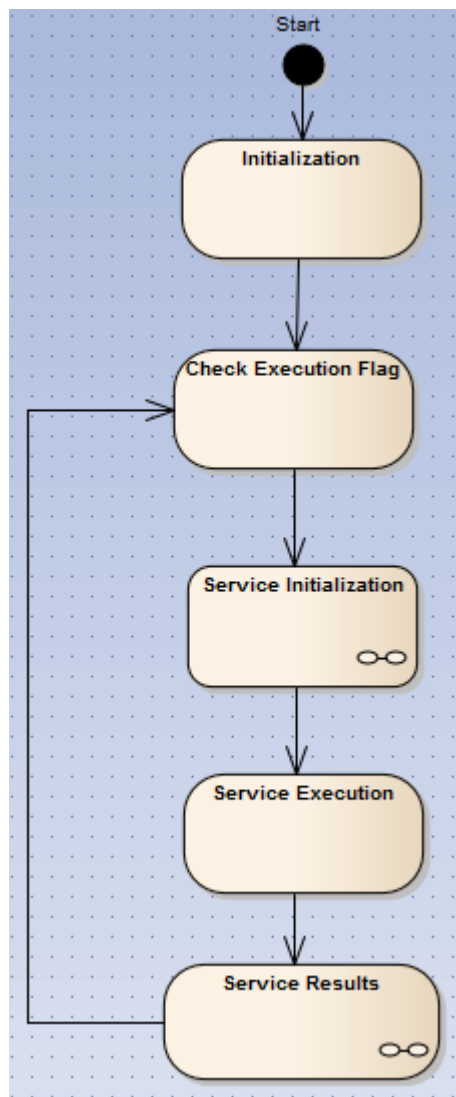 Start
Initialization
Check Execution Flag
Service Initialization
Service Execution
Service Results